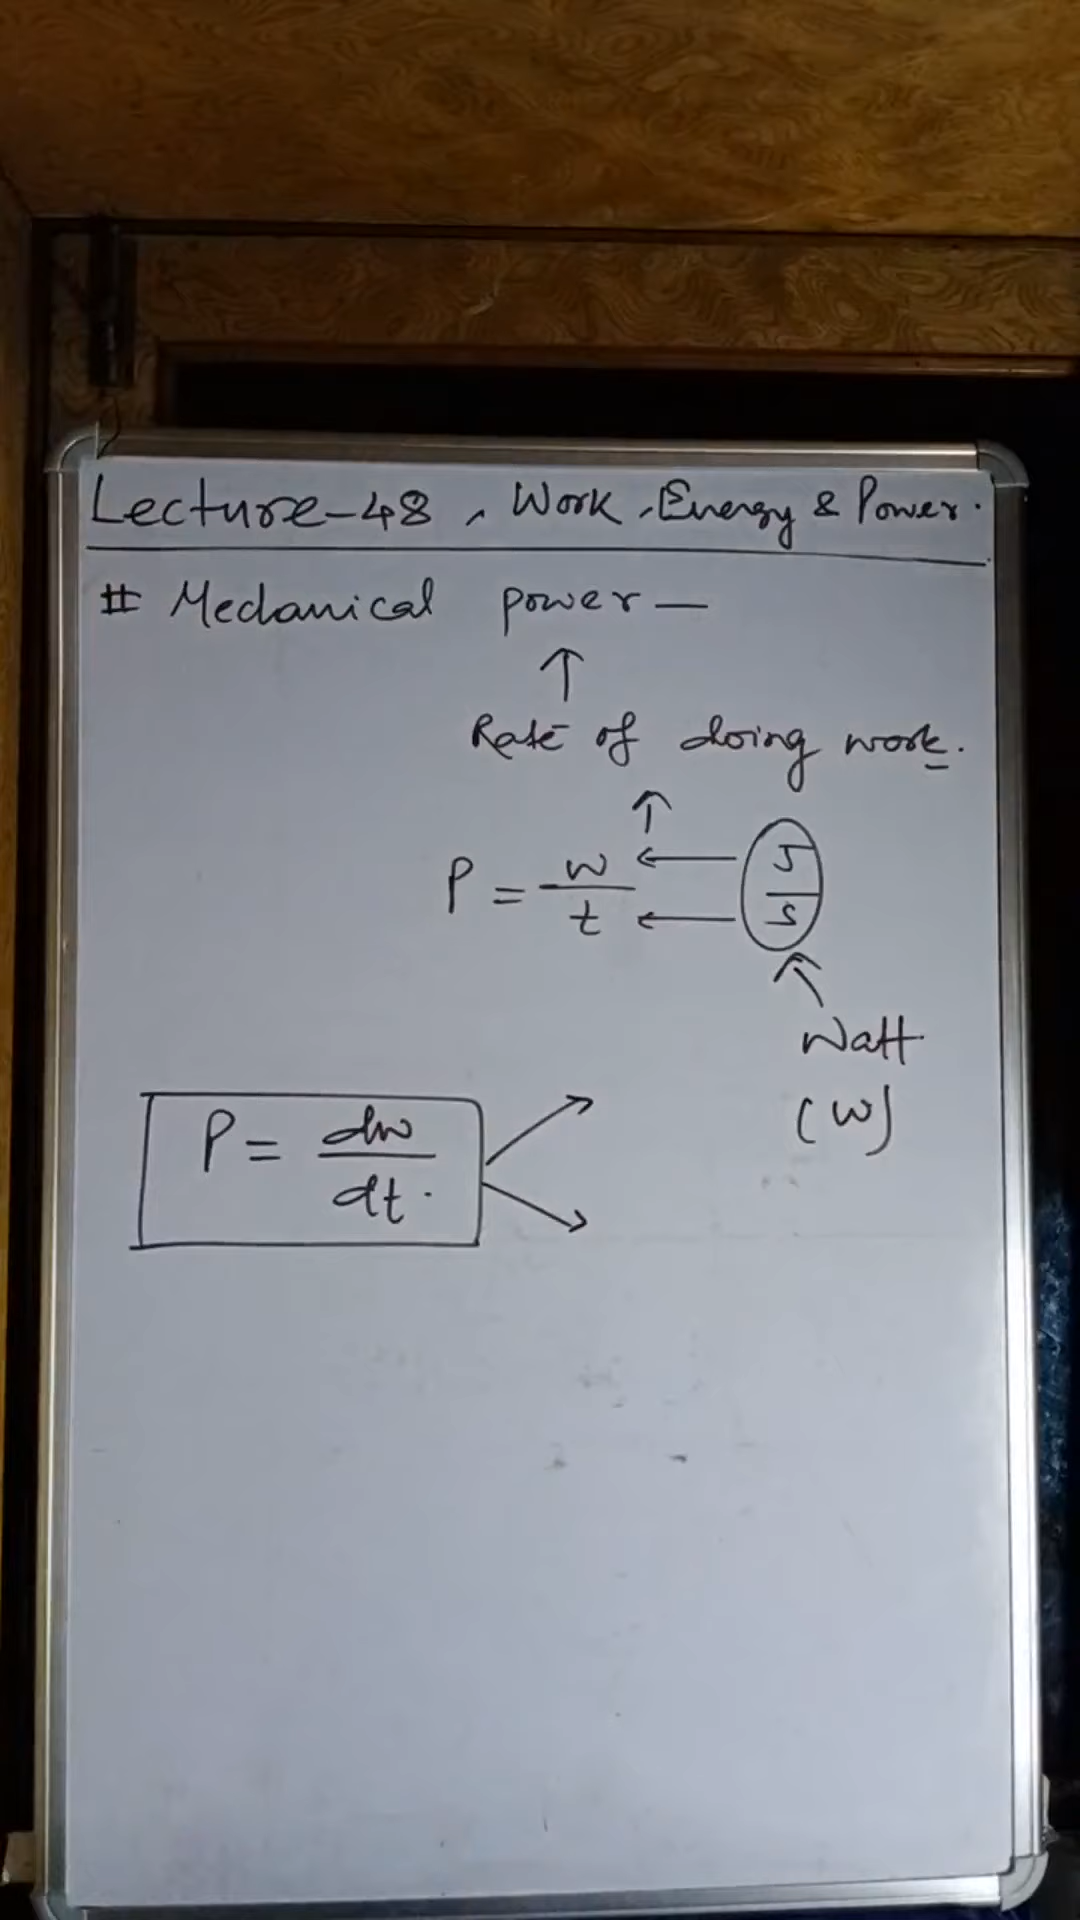 Lecture-48, Work, Energy & Power.
# Mechanical power —
↑
Rate of doing work.
↑
P = w/t ← ← J/s
↑
Watt
(W)
P = dw/dt.